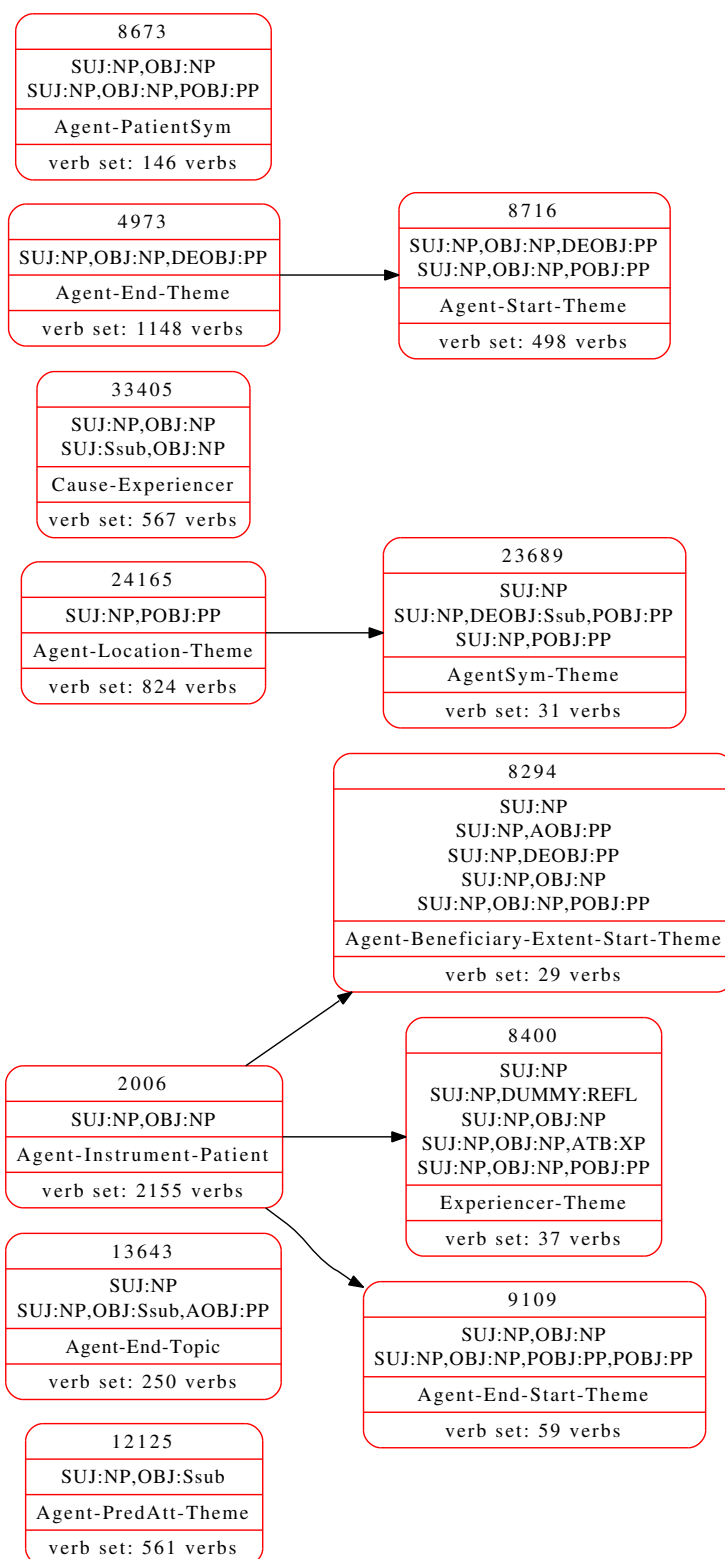 8673
SUJ:NP,OBJ:NP
SUJ:NP,OBJ:NP,POBJ:PP
Agent-PatientSym
verb set: 146 verbs
4973
SUJ:NP,OBJ:NP,DEOBJ:PP
Agent-End-Theme
verb set: 1148 verbs
8716
SUJ:NP,OBJ:NP,DEOBJ:PP
SUJ:NP,OBJ:NP,POBJ:PP
Agent-Start-Theme
verb set: 498 verbs
33405
SUJ:NP,OBJ:NP
SUJ:Ssub,OBJ:NP
Cause-Experiencer
verb set: 567 verbs
24165
SUJ:NP,POBJ:PP
Agent-Location-Theme
verb set: 824 verbs
23689
SUJ:NP
SUJ:NP,DEOBJ:Ssub,POBJ:PP
SUJ:NP,POBJ:PP
AgentSym-Theme
verb set: 31 verbs
8294
SUJ:NP
SUJ:NP,AOBJ:PP
SUJ:NP,DEOBJ:PP
SUJ:NP,OBJ:NP
SUJ:NP,OBJ:NP,POBJ:PP
Agent-Beneficiary-Extent-Start-Theme
verb set: 29 verbs
2006
SUJ:NP,OBJ:NP
Agent-Instrument-Patient
verb set: 2155 verbs
8400
SUJ:NP
SUJ:NP,DUMMY:REFL
SUJ:NP,OBJ:NP
SUJ:NP,OBJ:NP,ATB:XP
SUJ:NP,OBJ:NP,POBJ:PP
Experiencer-Theme
verb set: 37 verbs
13643
SUJ:NP
SUJ:NP,OBJ:Ssub,AOBJ:PP
Agent-End-Topic
verb set: 250 verbs
9109
SUJ:NP,OBJ:NP
SUJ:NP,OBJ:NP,POBJ:PP,POBJ:PP
Agent-End-Start-Theme
verb set: 59 verbs
12125
SUJ:NP,OBJ:Ssub
Agent-PredAtt-Theme
verb set: 561 verbs